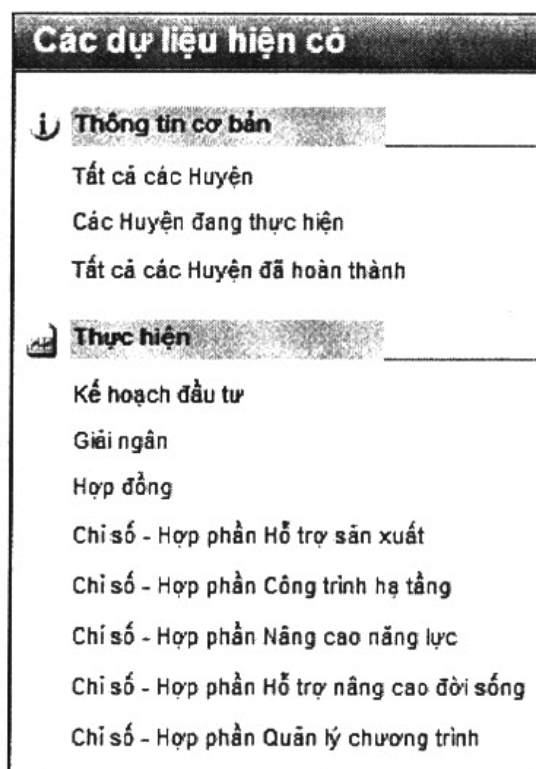 Các dự liệu hiện có
Thông tin cơ bản
Tất cả các Huyện
Các Huyện đang thực hiện
Tất cả các Huyện đã hoàn thành
Thực hiện
Kế hoạch đầu tư
Giải ngân
Hợp đồng
Chỉ số - Hợp phần Hỗ trợ sản xuất
Chỉ số - Hợp phần Công trình hạ tầng
Chỉ số - Hợp phần Nâng cao năng lực
Chỉ số - Hợp phần Hỗ trợ nâng cao đời sống
Chỉ số - Hợp phần Quản lý chương trình